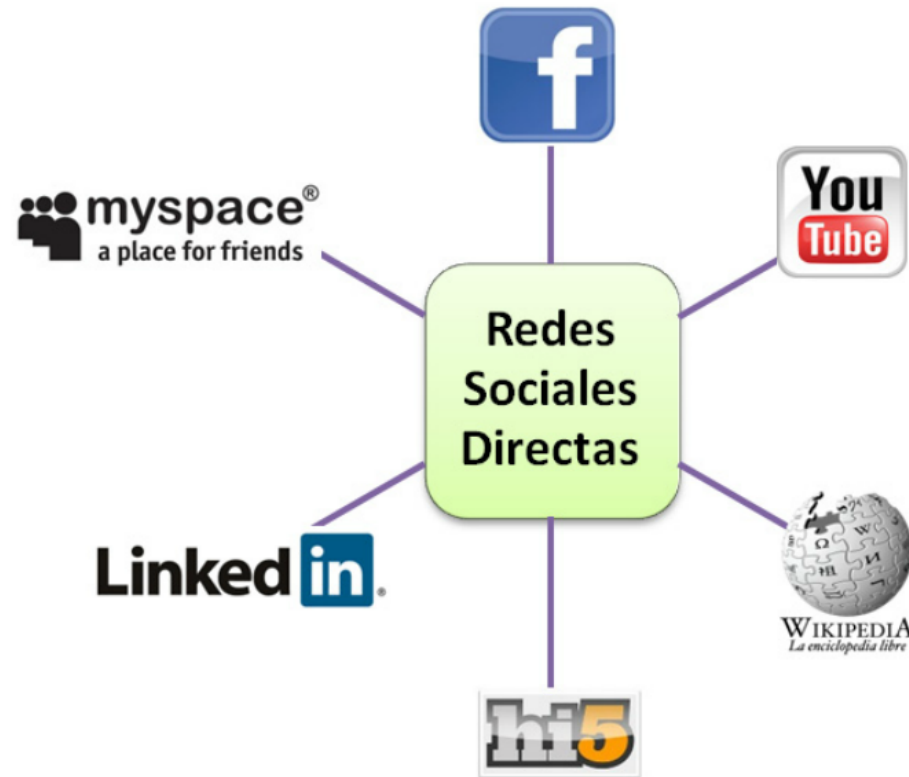 f
myspace®
a place for friends
You
Tube
Redes
Sociales
Directas
Linked in®
WIKIPEDIA
La enciclopedia libre
hi5